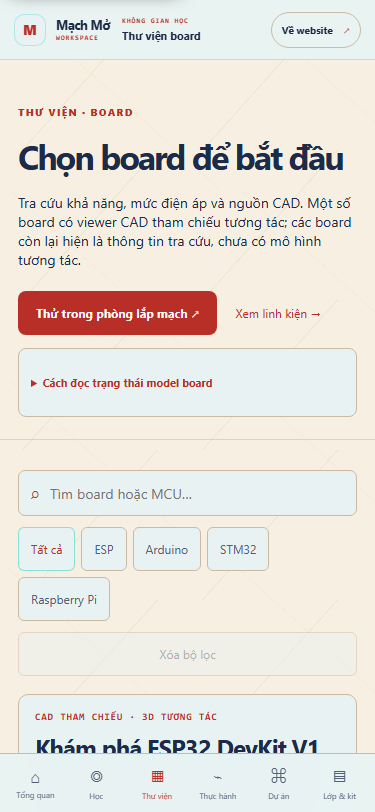 M
Mạch Mở
WORKSPACE
KHÔNG GIAN HỌC
Thư viện board
Về website ↗
THƯ VIỆN · BOARD
Chọn board để bắt đầu
Tra cứu khả năng, mức điện áp và nguồn CAD. Một số
board có viewer CAD tham chiếu tương tác; các board
còn lại hiện là thông tin tra cứu, chưa có mô hình
tương tác.
Thử trong phòng lắp mạch ↗
Xem linh kiện →
▶ Cách đọc trạng thái model board
Tìm board hoặc MCU...
Tất cả
ESP
Arduino
STM32
Raspberry Pi
Xóa bộ lọc
CAD THAM CHIẾU · 3D TƯƠNG TÁC
Khám phá ESP32 DevKit V1
Tổng quan
Học
Thư viện
Thực hành
Dự án
Lớp & kit